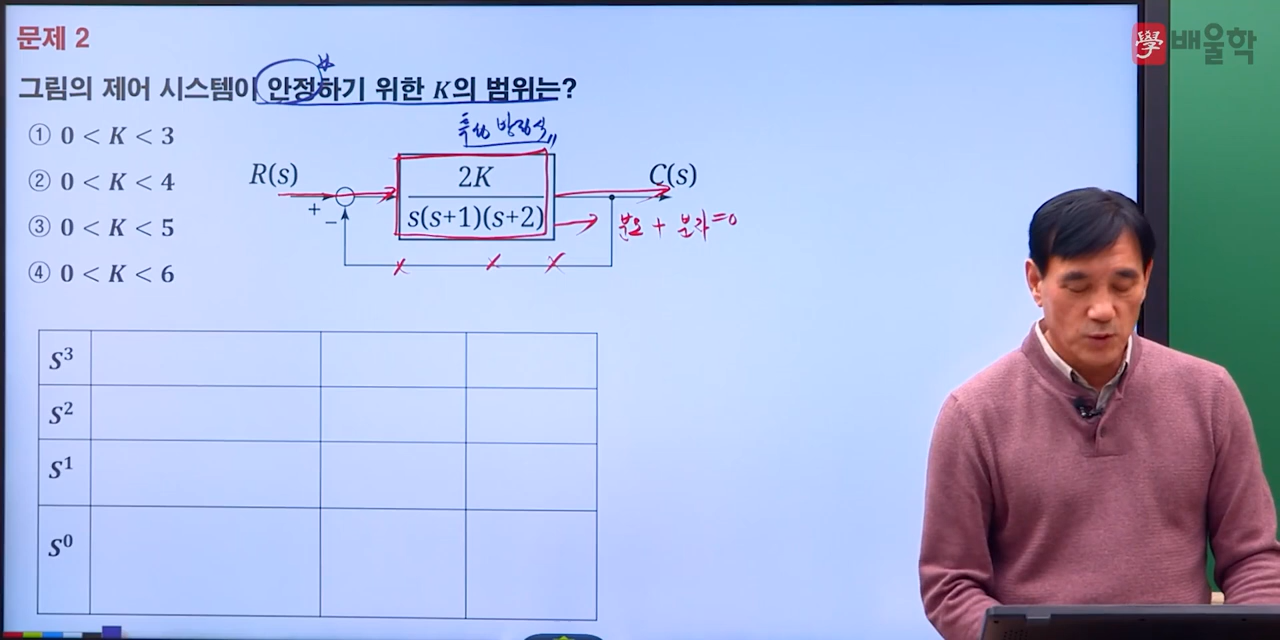 문제 2
學 배울학
그림의 제어 시스템이 안정하기 위한 K의 범위는?
① 0 < K < 3
② 0 < K < 4
③ 0 < K < 5
④ 0 < K < 6
특성 방정식
R(s)
+
−
2K
s(s+1)(s+2)
C(s)
분모 + 분자 = 0
S³
S²
S¹
S⁰